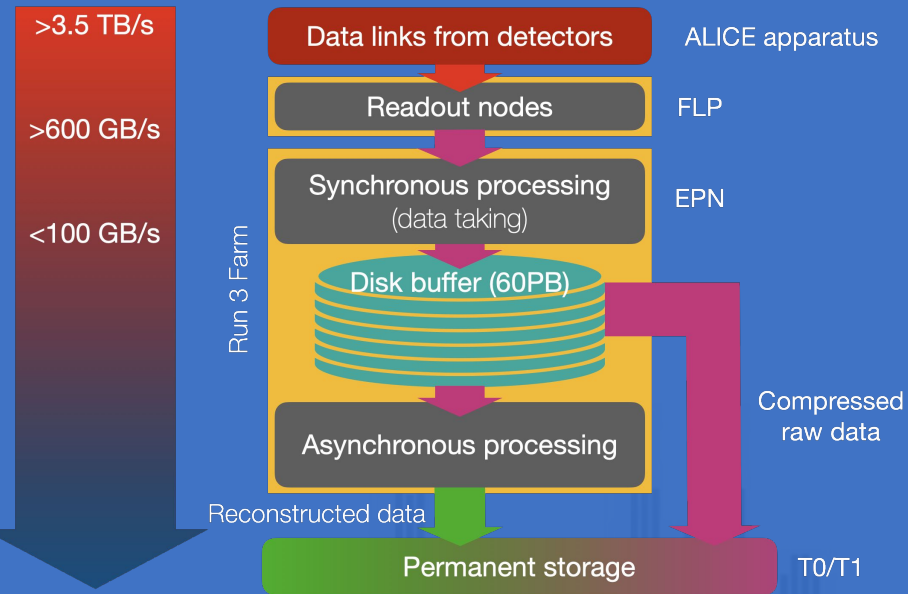 >3.5 TB/s
Data links from detectors
ALICE apparatus
Readout nodes
FLP
>600 GB/s
Synchronous processing
(data taking)
EPN
<100 GB/s
Run 3 Farm
Disk buffer (60PB)
Compressed
raw data
Asynchronous processing
Reconstructed data
Permanent storage
T0/T1